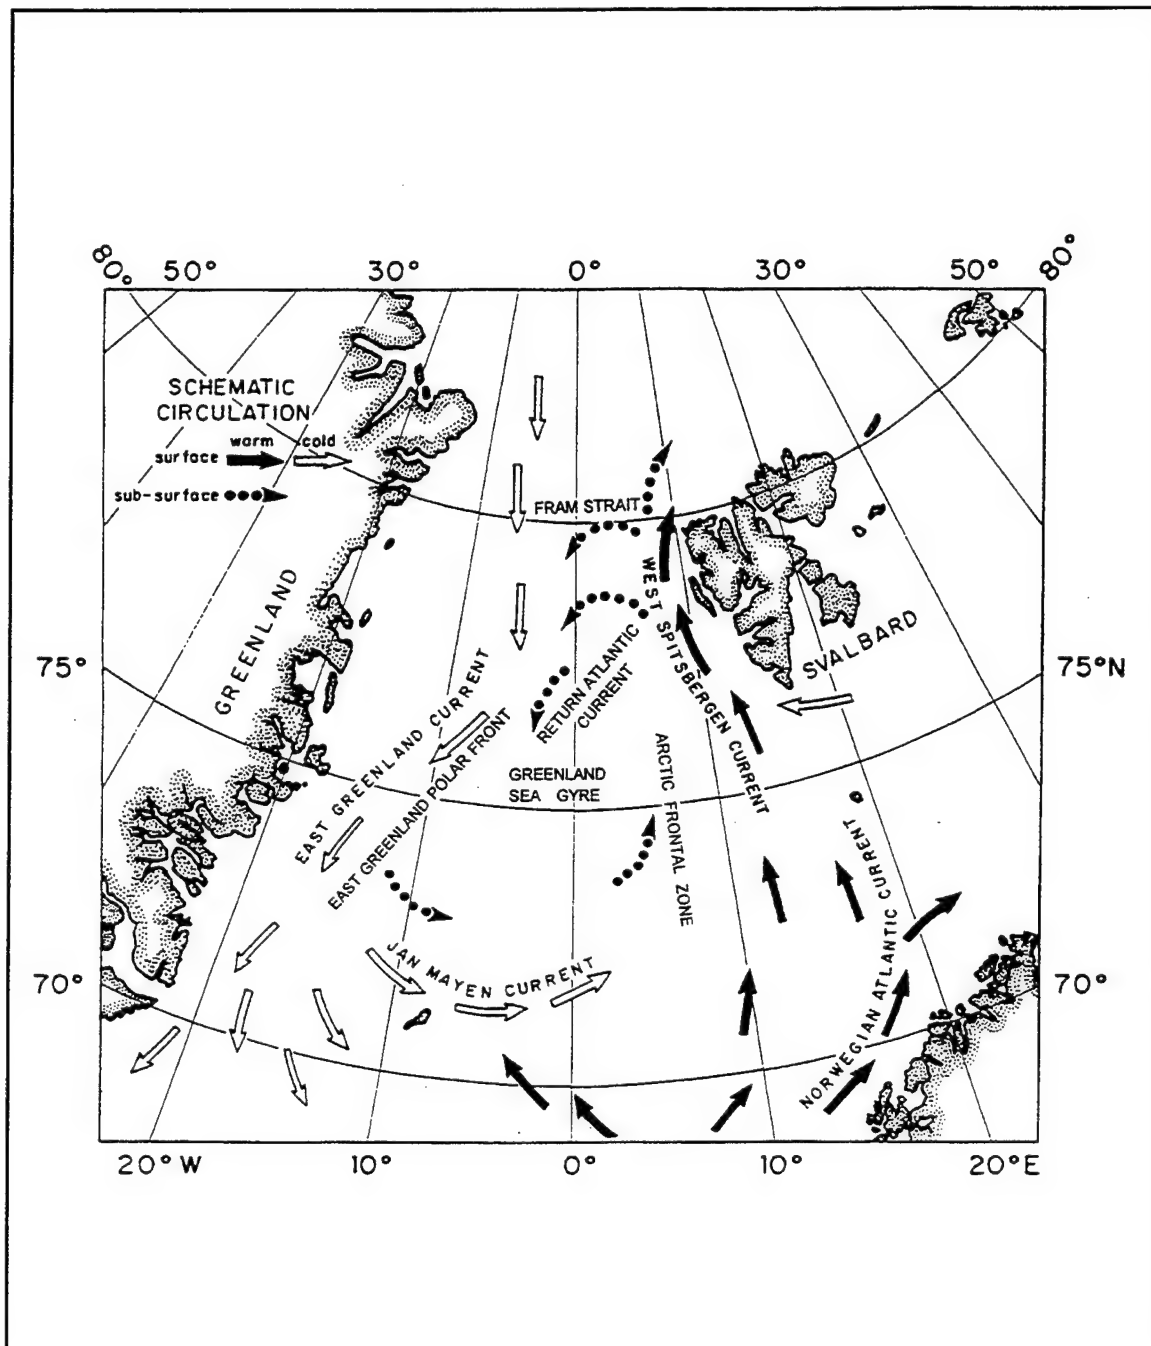 80° 50° 30° 0° 30° 50° 80°
SCHEMATIC
CIRCULATION
warm cold
surface
sub-surface
FRAM STRAIT
GREENLAND
WEST SPITSBERGEN CURRENT
SVALBARD
75° 75°N
RETURN ATLANTIC
CURRENT
EAST GREENLAND CURRENT
EAST GREENLAND POLAR FRONT
GREENLAND
SEA GYRE
ARCTIC FRONTAL ZONE
NORWEGIAN ATLANTIC CURRENT
JAN MAYEN CURRENT
70° 70°
20°W 10° 0° 10° 20°E